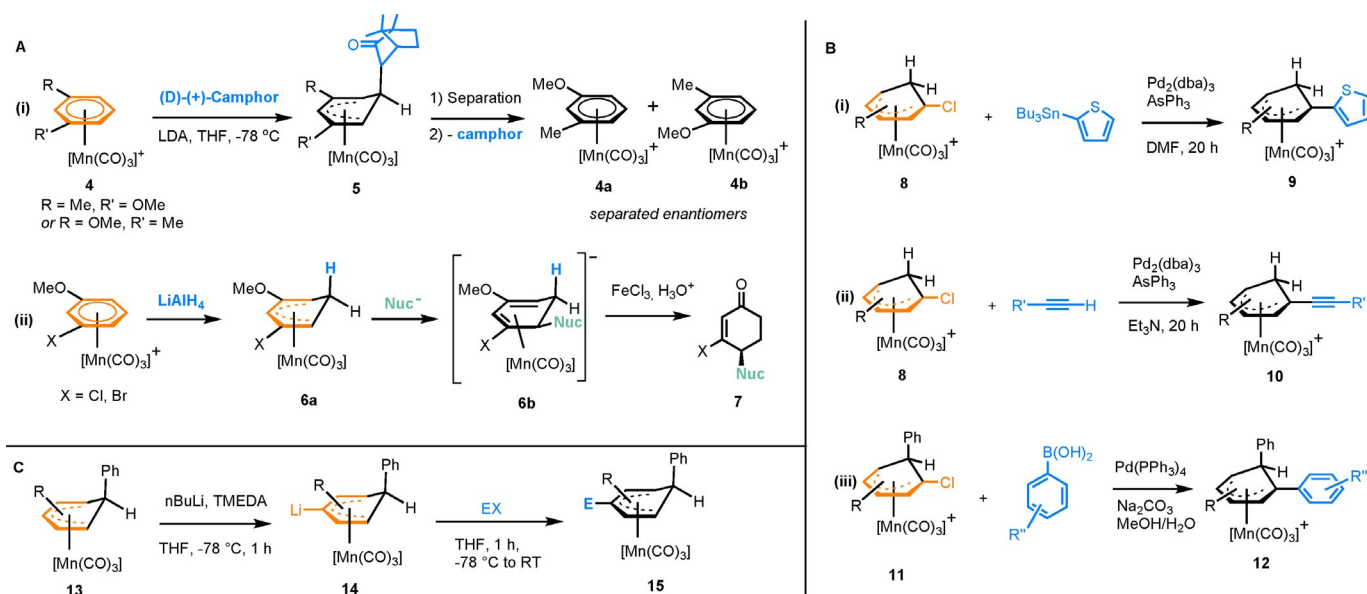 A
(i)
R
R'
[Mn(CO)3]+
4
R = Me, R' = OMe
or R = OMe, R' = Me
(D)-(+)-Camphor
LDA, THF, -78 °C
O
R
R'
H
[Mn(CO)3]
5
1) Separation
2) - camphor
MeO
Me
[Mn(CO)3]+
4a
+
Me
MeO
[Mn(CO)3]+
4b
separated enantiomers
(ii)
MeO
X
[Mn(CO)3]+
X = Cl, Br
LiAlH4
MeO
H
H
X
[Mn(CO)3]
6a
Nuc-
MeO
H
H
Nuc
X
[Mn(CO)3]
−
6b
FeCl3, H3O+
O
X
Nuc
7
B
(i)
H
H
Cl
R
[Mn(CO)3]+
8
+
Bu3Sn
S
Pd2(dba)3
AsPh3
DMF, 20 h
H
H
S
R
[Mn(CO)3]+
9
(ii)
H
H
Cl
R
[Mn(CO)3]+
8
+
R'
H
Pd2(dba)3
AsPh3
Et3N, 20 h
H
H
R'
R
[Mn(CO)3]+
10
(iii)
Ph
H
Cl
R
[Mn(CO)3]+
11
+
B(OH)2
R"
Pd(PPh3)4
Na2CO3
MeOH/H2O
Ph
H
R"
R
[Mn(CO)3]+
12
C
Ph
R
H
[Mn(CO)3]
13
nBuLi, TMEDA
THF, -78 °C, 1 h
Ph
R
Li
H
[Mn(CO)3]
14
EX
THF, 1 h,
-78 °C to RT
Ph
R
E
H
[Mn(CO)3]
15